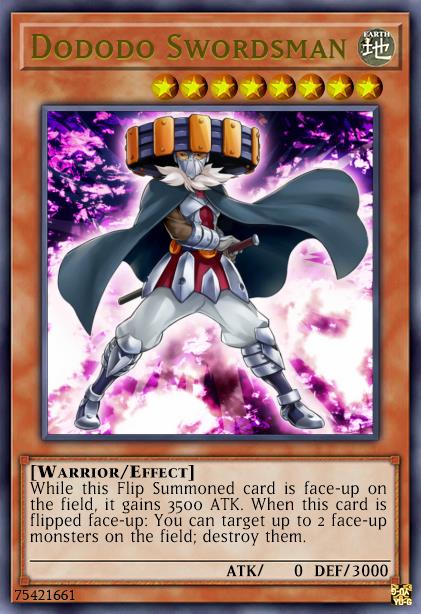 DODODO SWORDSMAN
EARTH
地
[WARRIOR/EFFECT]
While this Flip Summoned card is face-up on
the field, it gains 3500 ATK. When this card is
flipped face-up: You can target up to 2 face-up
monsters on the field; destroy them.
ATK/ 0 DEF/3000
75421661